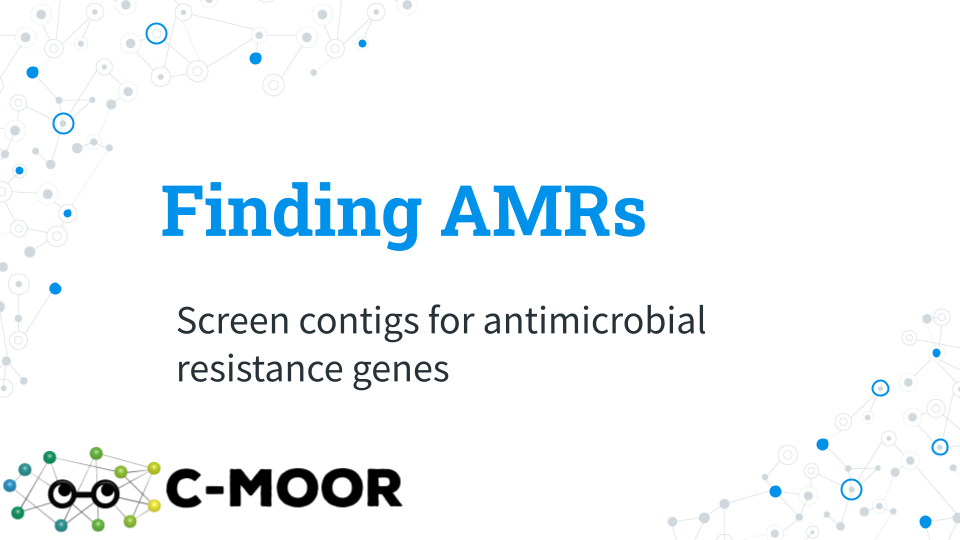 Finding AMRs
Screen contigs for antimicrobial
resistance genes
C-MOOR